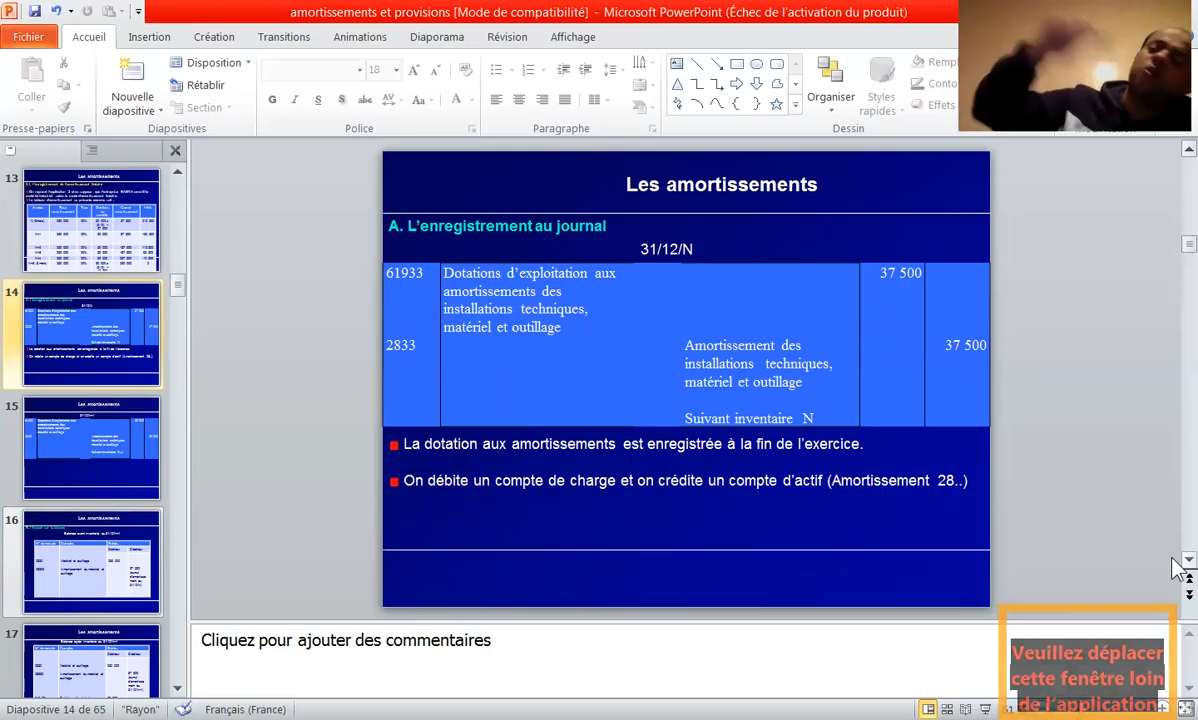 amortissements et provisions [Mode de compatibilité] - Microsoft PowerPoint (Échec de l'activation du produit)
Fichier Accueil Insertion Création Transitions Animations Diaporama Révision Affichage
Coller
Presse-papiers
Nouvelle diapositive
Disposition
Rétablir
Section
Diapositives
18
G I S S abc AV Aa A
Police
Paragraphe
Organiser
Styles rapides
Dessin
Effets
13
14
15
16
17
Les amortissements
A. L'enregistrement au journal
31/12/N
61933 Dotations d'exploitation aux 37 500
amortissements des
installations techniques,
matériel et outillage
2833 Amortissement des 37 500
installations techniques,
matériel et outillage
Suivant inventaire N
La dotation aux amortissements est enregistrée à la fin de l'exercice.
On débite un compte de charge et on crédite un compte d'actif (Amortissement 28..)
Cliquez pour ajouter des commentaires
Veuillez déplacer
cette fenêtre loin
de l'application
Diapositive 14 de 65 "Rayon" Français (France)